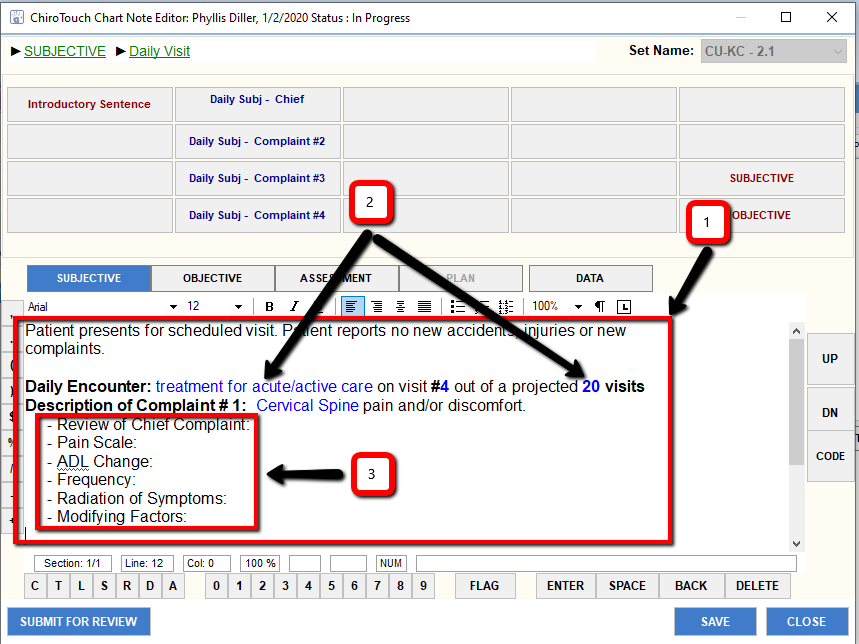 ChiroTouch Chart Note Editor: Phyllis Diller, 1/2/2020 Status : In Progress
SUBJECTIVE Daily Visit
Set Name: CU-KC - 2.1
Introductory Sentence
Daily Subj - Chief
Daily Subj - Complaint #2
Daily Subj - Complaint #3
SUBJECTIVE
Daily Subj - Complaint #4
OBJECTIVE
2
1
SUBJECTIVE OBJECTIVE PLAN DATA
Arial 12 B I 100%
Patient presents for scheduled visit. Patient reports no new accidents, injuries or new
complaints.
Daily Encounter: treatment for acute/active care on visit #4 out of a projected 20 visits
Description of Complaint # 1: Cervical Spine pain and/or discomfort.
- Review of Chief Complaint:
- Pain Scale:
- ADL Change:
- Frequency:
- Radiation of Symptoms:
- Modifying Factors:
3
UP
DN
CODE
Section: 1/1 Line: 12 Col: 0 100 % NUM
C T L S R D A 0 1 2 3 4 5 6 7 8 9 FLAG ENTER SPACE BACK DELETE
SUBMIT FOR REVIEW SAVE CLOSE